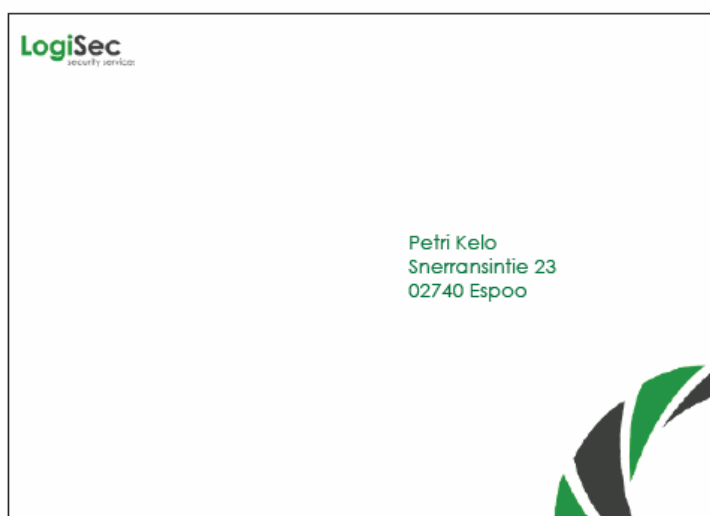 LogiSec
security services
Petri Kelo
Snerransintie 23
02740 Espoo